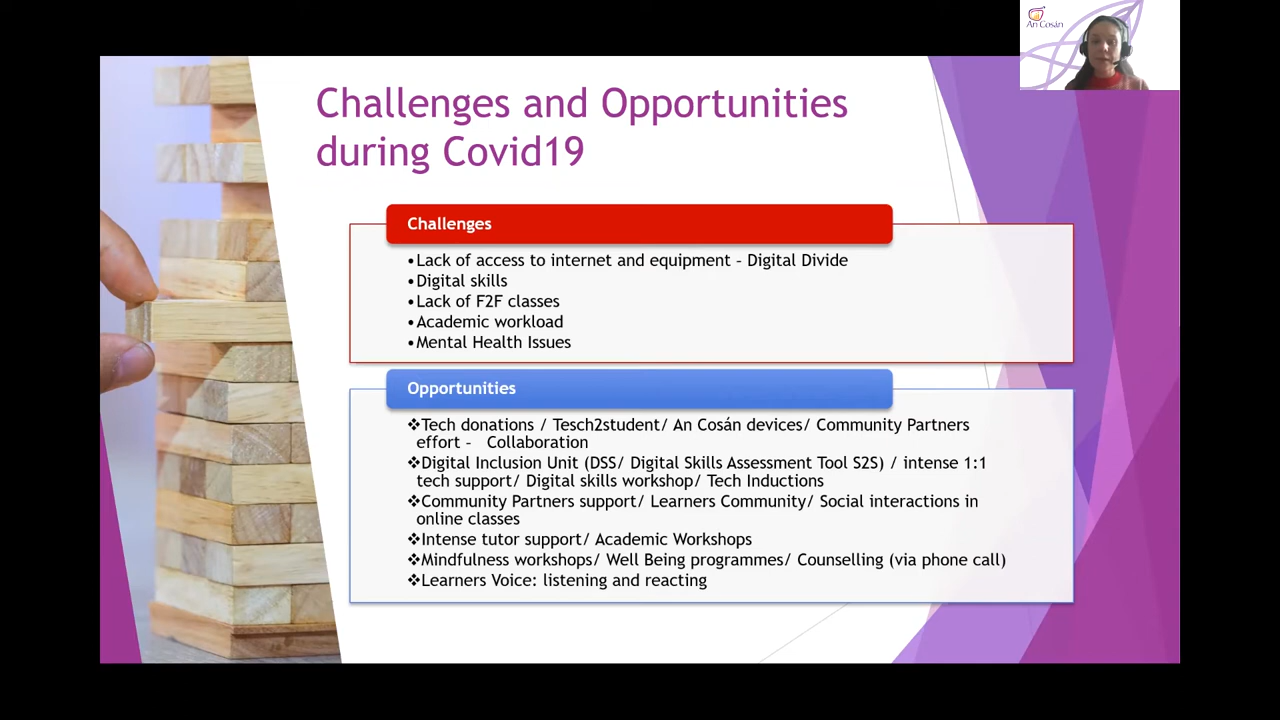 An Cosán
Challenges and Opportunities
during Covid19
Challenges
•Lack of access to internet and equipment – Digital Divide
•Digital skills
•Lack of F2F classes
•Academic workload
•Mental Health Issues
Opportunities
❖Tech donations / Tesch2student/ An Cosán devices/ Community Partners
effort – Collaboration
❖Digital Inclusion Unit (DSS/ Digital Skills Assessment Tool S2S) / intense 1:1
tech support/ Digital skills workshop/ Tech Inductions
❖Community Partners support/ Learners Community/ Social interactions in
online classes
❖Intense tutor support/ Academic Workshops
❖Mindfulness workshops/ Well Being programmes/ Counselling (via phone call)
❖Learners Voice: listening and reacting